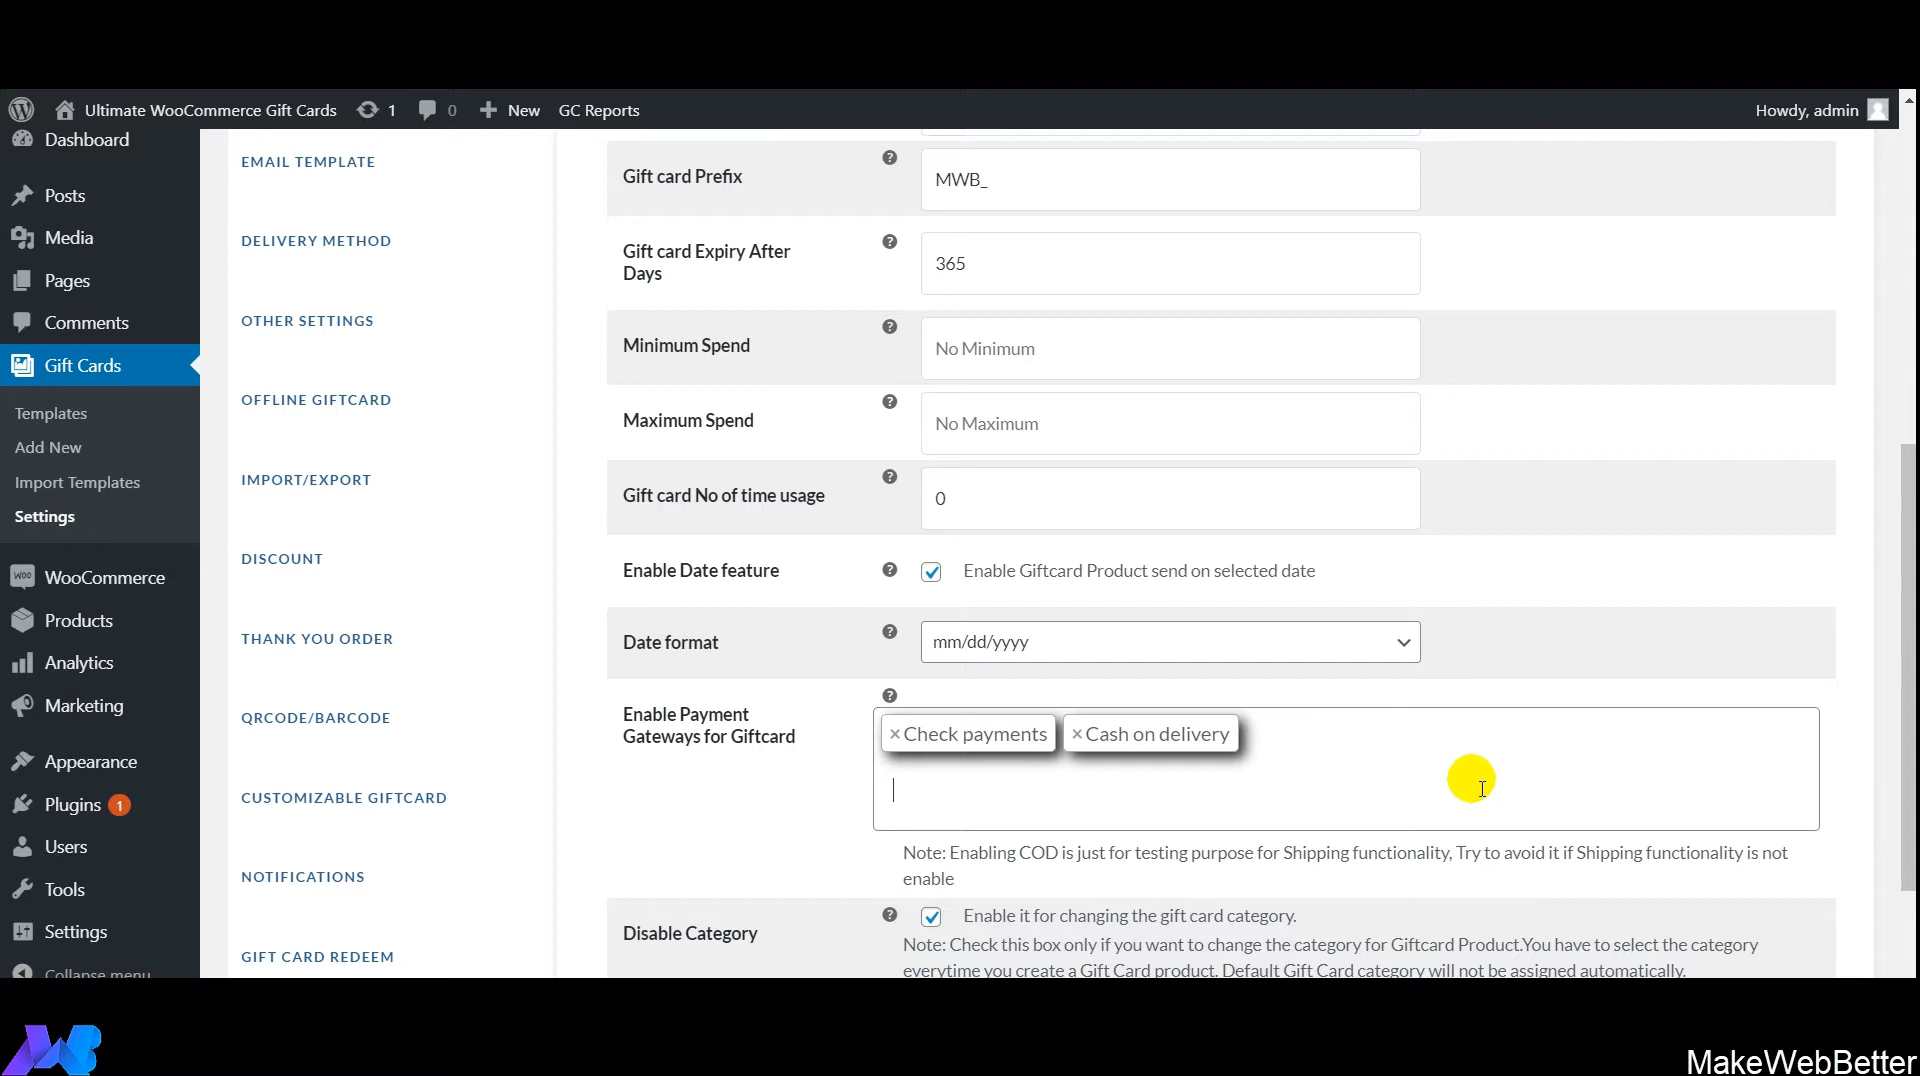 Ultimate WooCommerce Gift Cards 1 0 New GC Reports Howdy, admin
Dashboard
Posts
Media
Pages
Comments
Gift Cards
Templates
Add New
Import Templates
Settings
WooCommerce
Products
Analytics
Marketing
Appearance
Plugins 1
Users
Tools
Settings
Collapse menu
EMAIL TEMPLATE
DELIVERY METHOD
OTHER SETTINGS
OFFLINE GIFTCARD
IMPORT/EXPORT
DISCOUNT
THANK YOU ORDER
QRCODE/BARCODE
CUSTOMIZABLE GIFTCARD
NOTIFICATIONS
GIFT CARD REDEEM
Gift card Prefix
MWB_
Gift card Expiry After
Days
365
Minimum Spend
No Minimum
Maximum Spend
No Maximum
Gift card No of time usage
0
Enable Date feature
Enable Giftcard Product send on selected date
Date format
mm/dd/yyyy
Enable Payment
Gateways for Giftcard
×Check payments ×Cash on delivery
Note: Enabling COD is just for testing purpose for Shipping functionality, Try to avoid it if Shipping functionality is not
enable
Disable Category
Enable it for changing the gift card category.
Note: Check this box only if you want to change the category for Giftcard Product.You have to select the category
everytime you create a Gift Card product. Default Gift Card category will not be assigned automatically.
MakeWebBetter